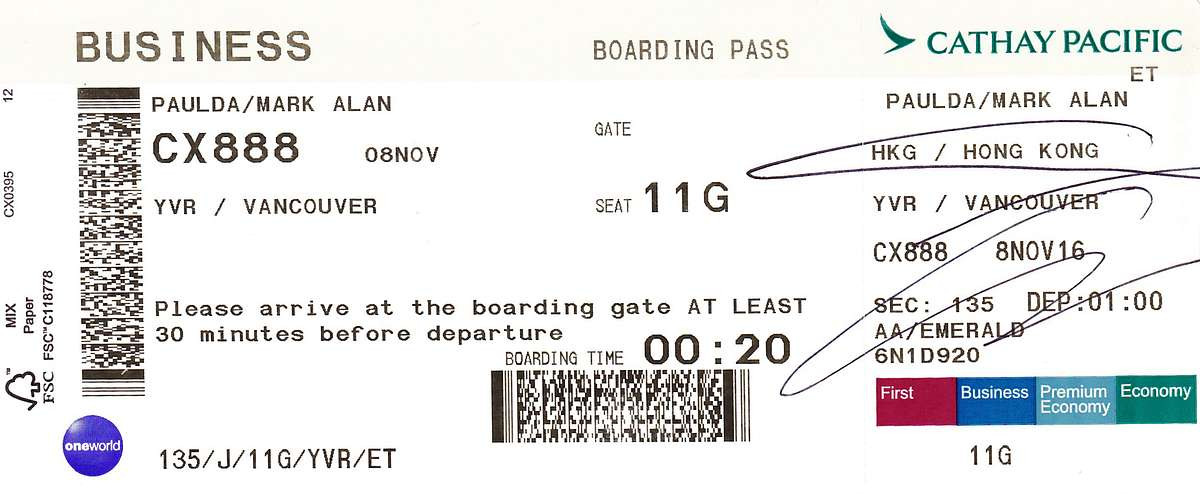 BUSINESS
BOARDING PASS
CATHAY PACIFIC
ET
PAULDA/MARK ALAN
CX888 08NOV
GATE
YVR / VANCOUVER
SEAT 11G
Please arrive at the boarding gate AT LEAST
30 minutes before departure
BOARDING TIME 00:20
135/J/11G/YVR/ET
PAULDA/MARK ALAN
HKG / HONG KONG
YVR / VANCOUVER
CX888 8NOV16
SEC: 135 DEP:01:00
AA/EMERALD
6N1D920
First
Business
Premium
Economy
Economy
11G
12
CX0395
MIX
Paper
FSC™C118778
FSC™
oneworld